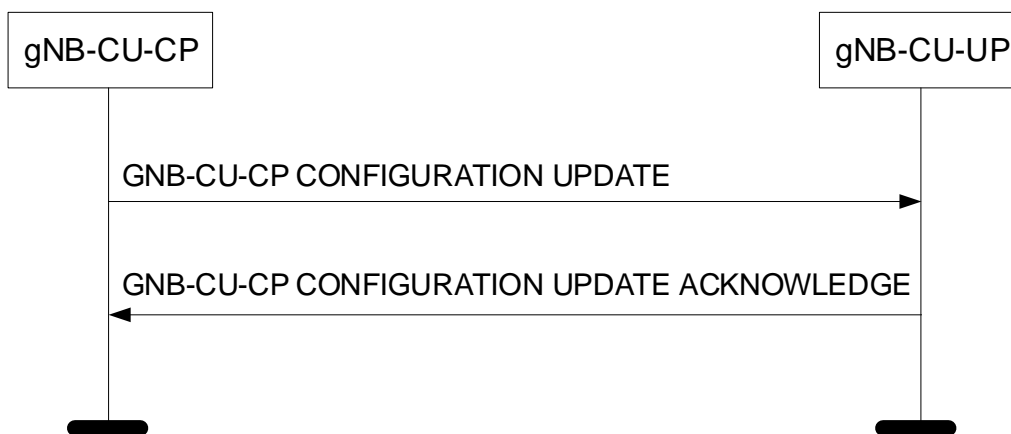 gNB-CU-CP
gNB-CU-UP
GNB-CU-CP CONFIGURATION UPDATE
GNB-CU-CP CONFIGURATION UPDATE ACKNOWLEDGE